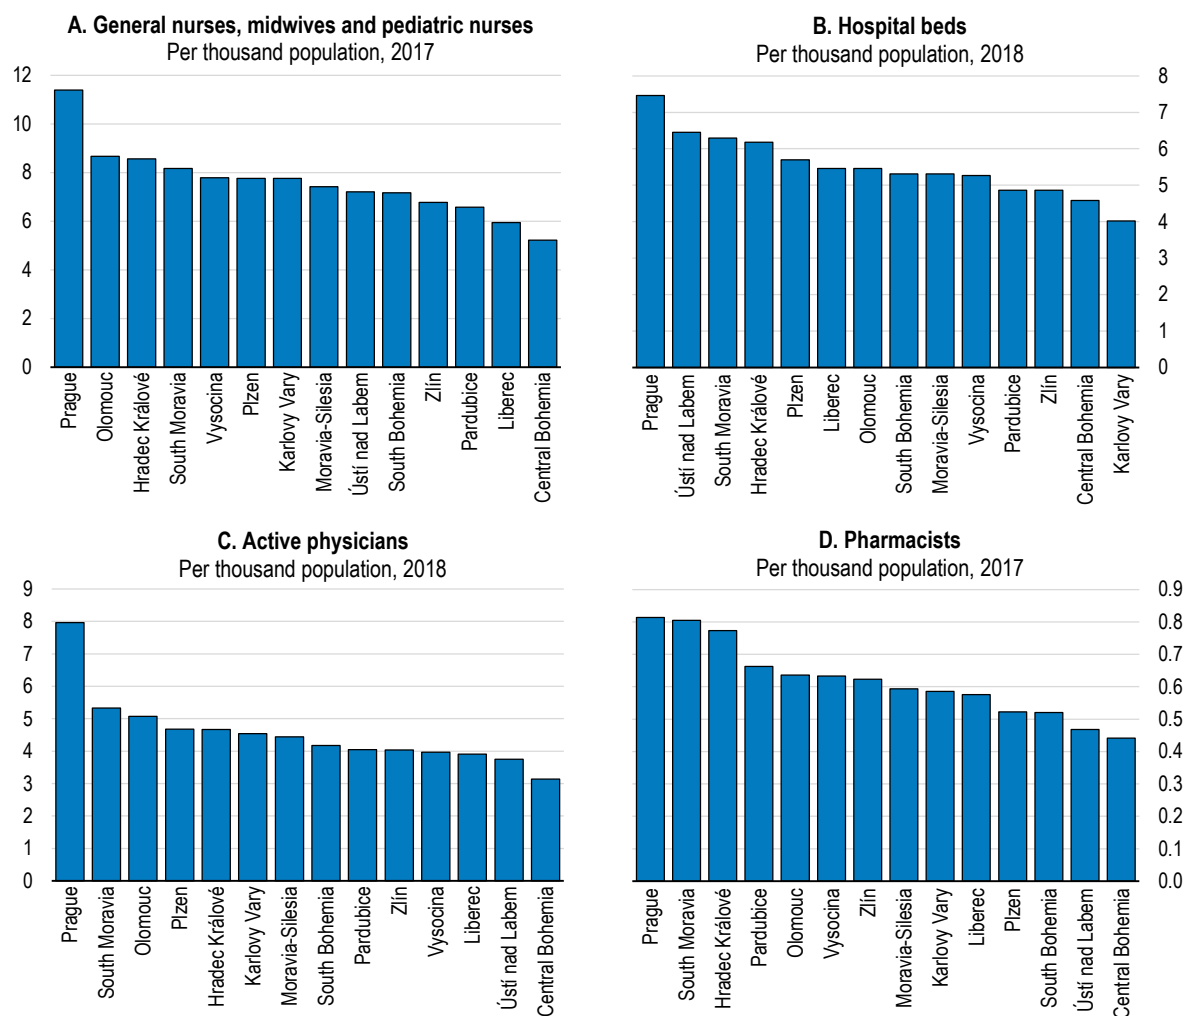 A. General nurses, midwives and pediatric nurses
Per thousand population, 2017
12
10
8
6
4
2
0
Prague
Olomouc
Hradec Králové
South Moravia
Vysocina
Plzen
Karlovy Vary
Moravia-Silesia
Ústí nad Labem
South Bohemia
Zlín
Pardubice
Liberec
Central Bohemia
B. Hospital beds
Per thousand population, 2018
8
7
6
5
4
3
2
1
0
Prague
Ústí nad Labem
South Moravia
Hradec Králové
Plzen
Liberec
Olomouc
South Bohemia
Moravia-Silesia
Vysocina
Pardubice
Zlín
Central Bohemia
Karlovy Vary
C. Active physicians
Per thousand population, 2018
9
8
7
6
5
4
3
2
1
0
Prague
South Moravia
Olomouc
Plzen
Hradec Králové
Karlovy Vary
Moravia-Silesia
South Bohemia
Pardubice
Zlín
Vysocina
Liberec
Ústí nad Labem
Central Bohemia
D. Pharmacists
Per thousand population, 2017
0.9
0.8
0.7
0.6
0.5
0.4
0.3
0.2
0.1
0.0
Prague
South Moravia
Hradec Králové
Pardubice
Olomouc
Vysocina
Zlín
Moravia-Silesia
Karlovy Vary
Liberec
Plzen
South Bohemia
Ústí nad Labem
Central Bohemia